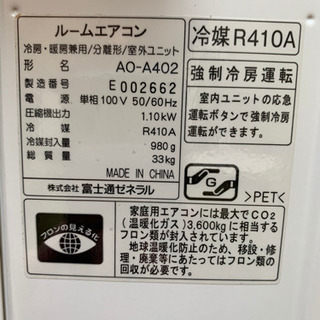 ルームエアコン
冷房・暖房兼用/分離形/室外ユニット
形名 AO-A402
製造番号 E 002662
電源 単相100V 50/60Hz
圧縮機出力 1.10kW
冷媒 R410A
冷媒封入量 980g
総質量 33kg
MADE IN CHINA
株式会社 富士通ゼネラル
冷媒R410A
強制冷房運転
室内ユニットの応急
運転ボタンで強制冷
房運転ができます。
G
>PET<
フロンの見える化
家庭用エアコンには最大でCO2
(温暖化ガス)3,600kgに相当する
フロン類が封入されています。
地球温暖化防止のため、移設・修
理・廃棄等にあたってはフロン類の
回収が必要です。